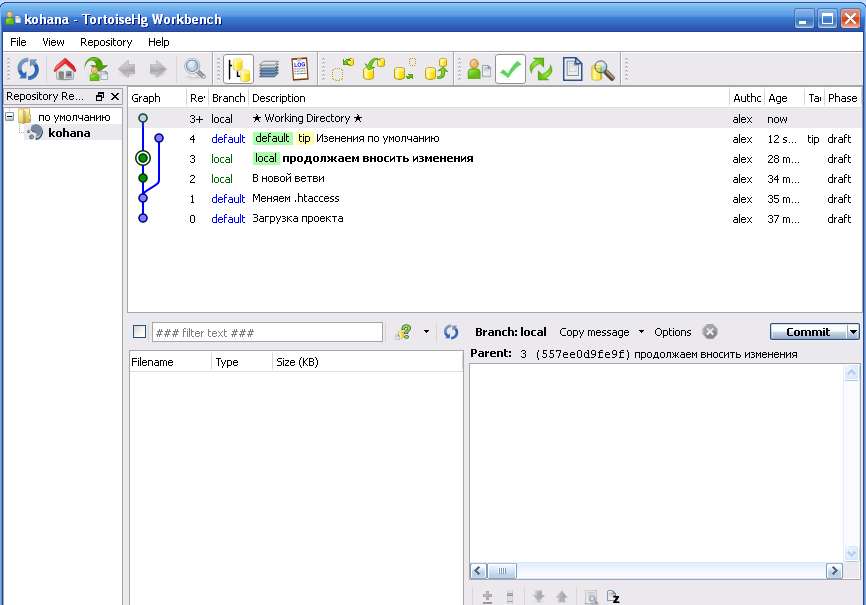 kohana - TortoiseHg Workbench
File View Repository Help
LOG
Repository Re...
Graph Re Branch Description Authc Age Ta Phase
по умолчанию
kohana
3+ local ★ Working Directory ★ alex now
4 default default tip Изенения по умолчанию alex 12 s... tip draft
3 local local продолжаем вносить изменения alex 28 m... draft
2 local В новой ветви alex 34 m... draft
1 default Меняем .htaccess alex 35 m... draft
0 default Загрузка проекта alex 37 m... draft
### filter text ###
Branch: local Copy message Options Commit
Filename Type Size (KB)
Parent: 3 (557ee0d9fe9f) продолжаем вносить изменения